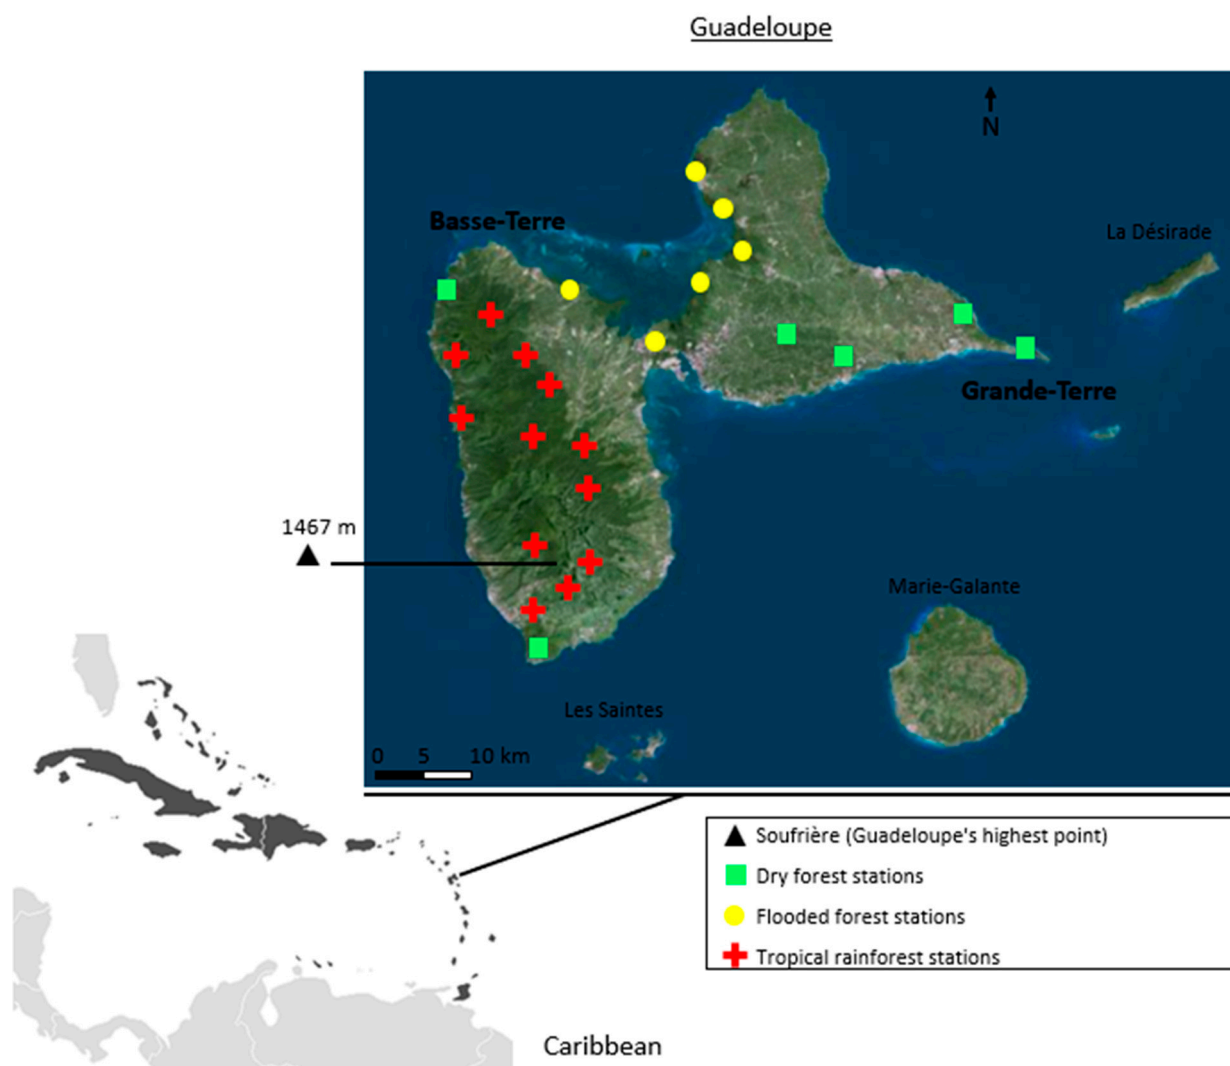 Guadeloupe
N
Basse-Terre
La Désirade
Grande-Terre
1467 m
Marie-Galante
Les Saintes
0 5 10 km
Soufrière (Guadeloupe's highest point)
Dry forest stations
Flooded forest stations
Tropical rainforest stations
Caribbean